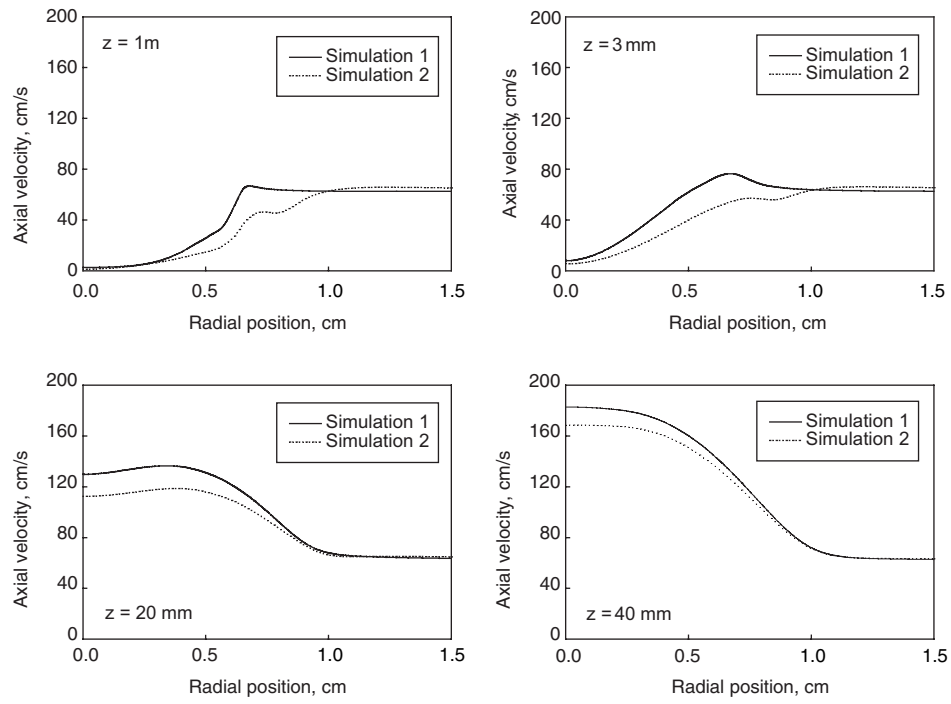 200
160
120
80
40
0
Axial velocity, cm/s
z = 1m
Simulation 1
Simulation 2
0.0 0.5 1.0 1.5
Radial position, cm
200
160
120
80
40
0
Axial velocity, cm/s
z = 3 mm
Simulation 1
Simulation 2
0.0 0.5 1.0 1.5
Radial position, cm
200
160
120
80
40
0
Axial velocity, cm/s
Simulation 1
Simulation 2
z = 20 mm
0.0 0.5 1.0 1.5
Radial position, cm
200
160
120
80
40
0
Axial velocity, cm/s
Simulation 1
Simulation 2
z = 40 mm
0.0 0.5 1.0 1.5
Radial position, cm